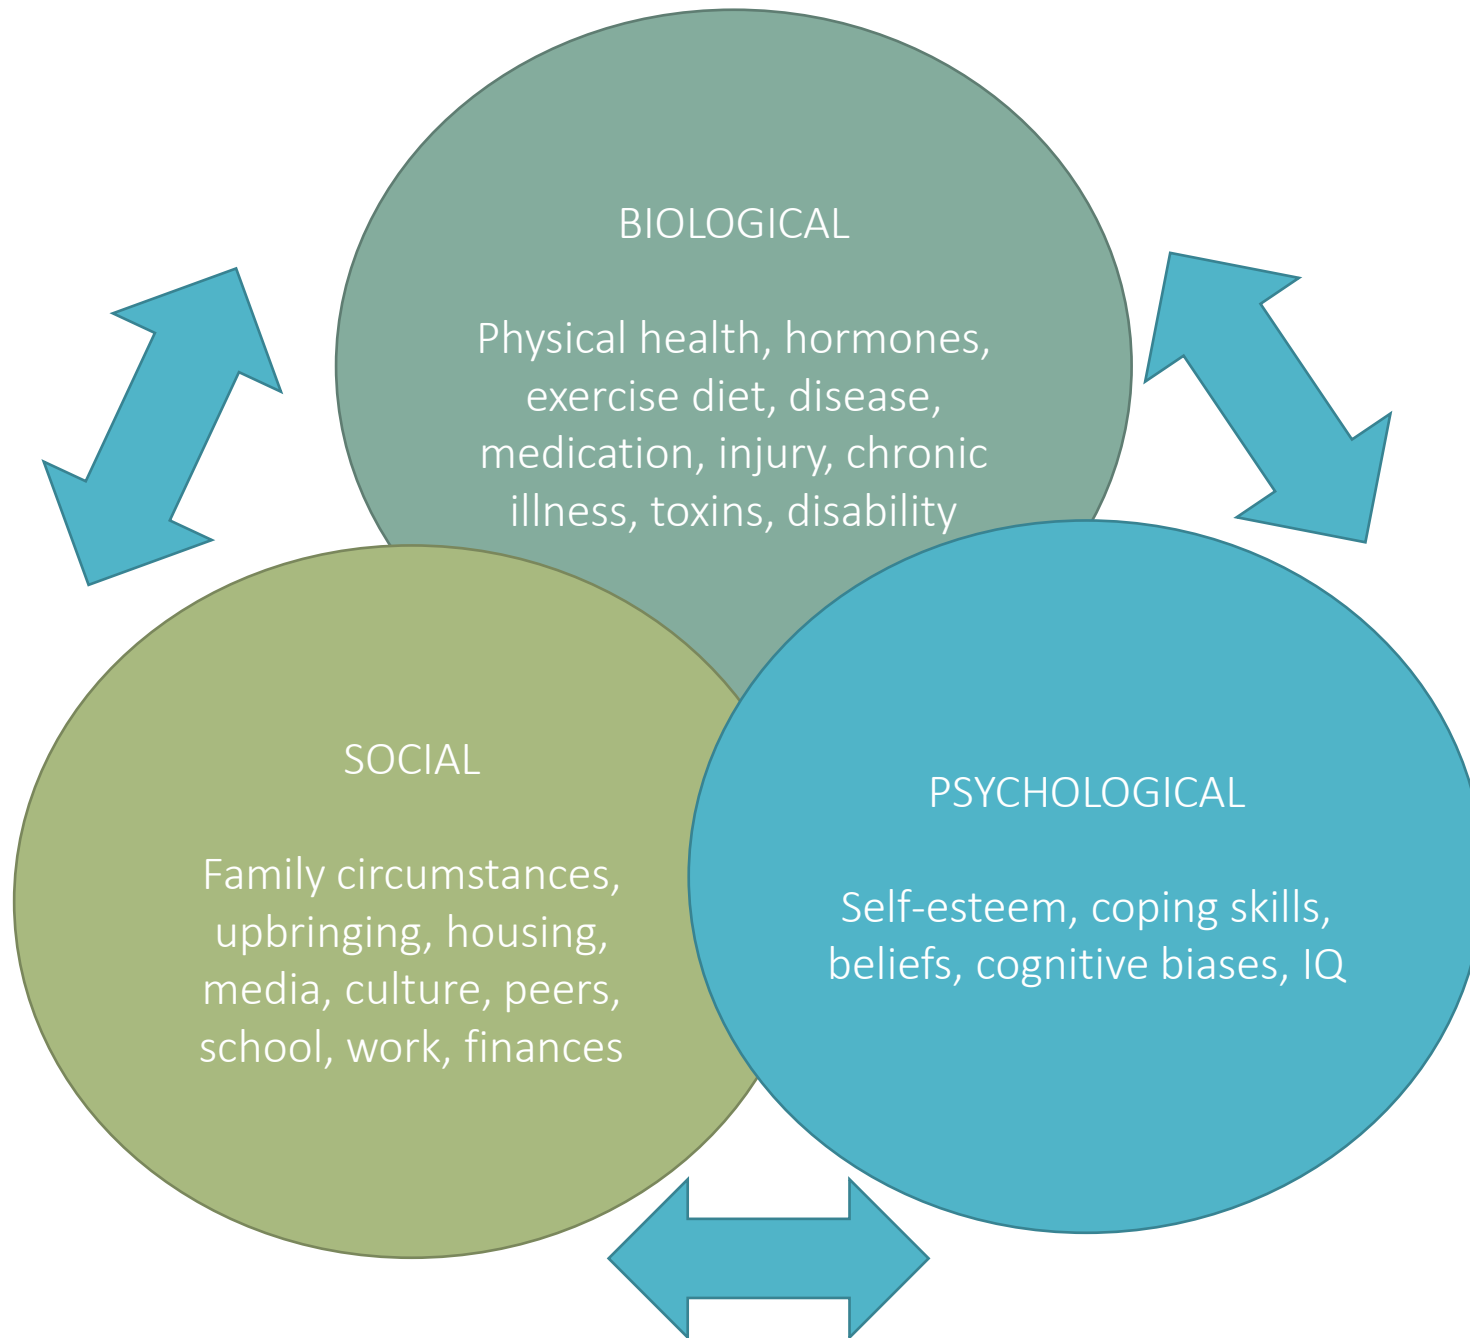 BIOLOGICAL
Physical health, hormones,
exercise diet, disease,
medication, injury, chronic
illness, toxins, disability
SOCIAL
Family circumstances,
upbringing, housing,
media, culture, peers,
school, work, finances
PSYCHOLOGICAL
Self-esteem, coping skills,
beliefs, cognitive biases, IQ